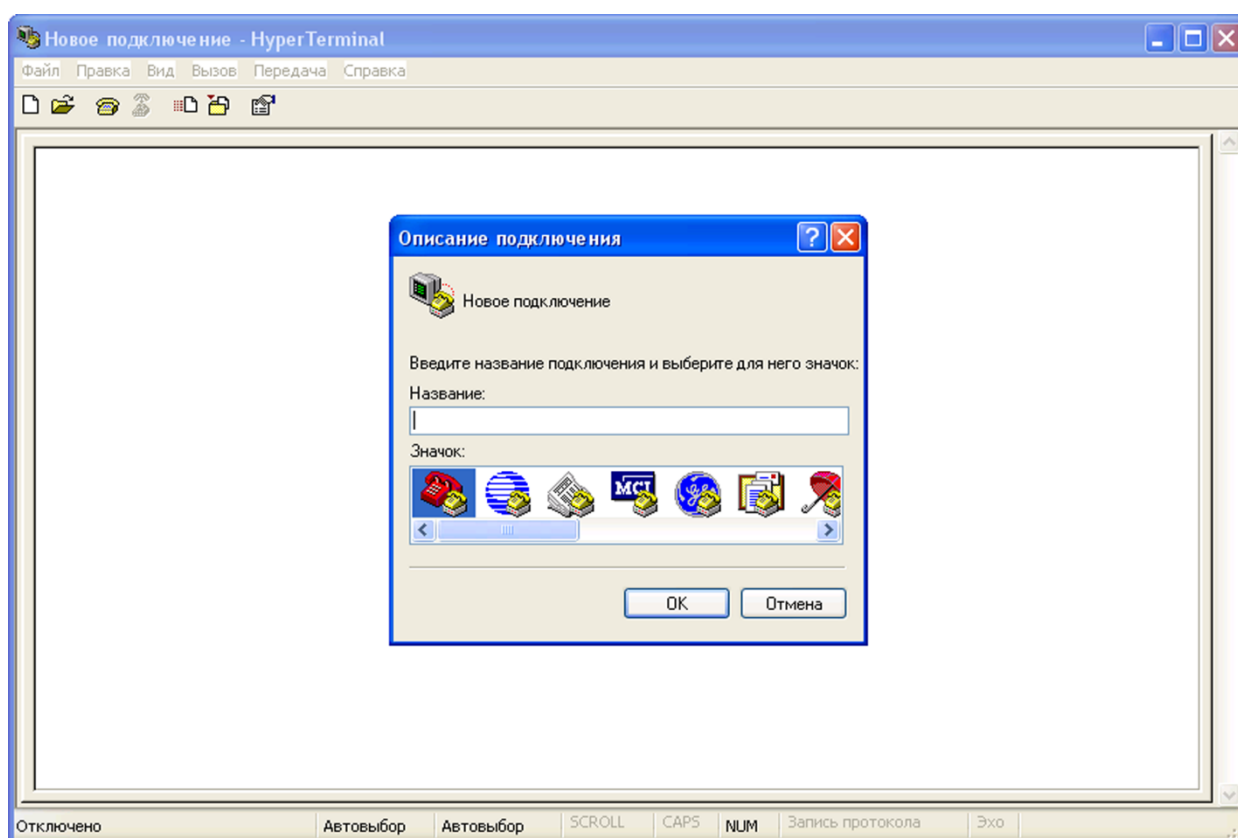 Новое подключение - HyperTerminal
Файл Правка Вид Вызов Передача Справка
Описание подключения
Новое подключение
Введите название подключения и выберите для него значок:
Название:
Значок:
MCI
OK Отмена
Отключено Автовыбор Автовыбор SCROLL CAPS NUM Запись протокола Эхо